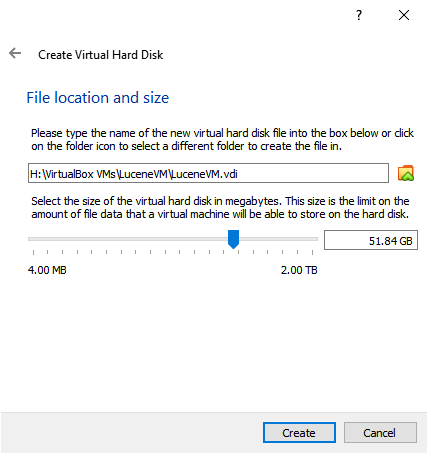 ?
Create Virtual Hard Disk
File location and size
Please type the name of the new virtual hard disk file into the box below or click
on the folder icon to select a different folder to create the file in.
H:\VirtualBox VMs\LuceneVM\LuceneVM.vdi
Select the size of the virtual hard disk in megabytes. This size is the limit on the
amount of file data that a virtual machine will be able to store on the hard disk.
51.84 GB
4.00 MB 2.00 TB
Create Cancel